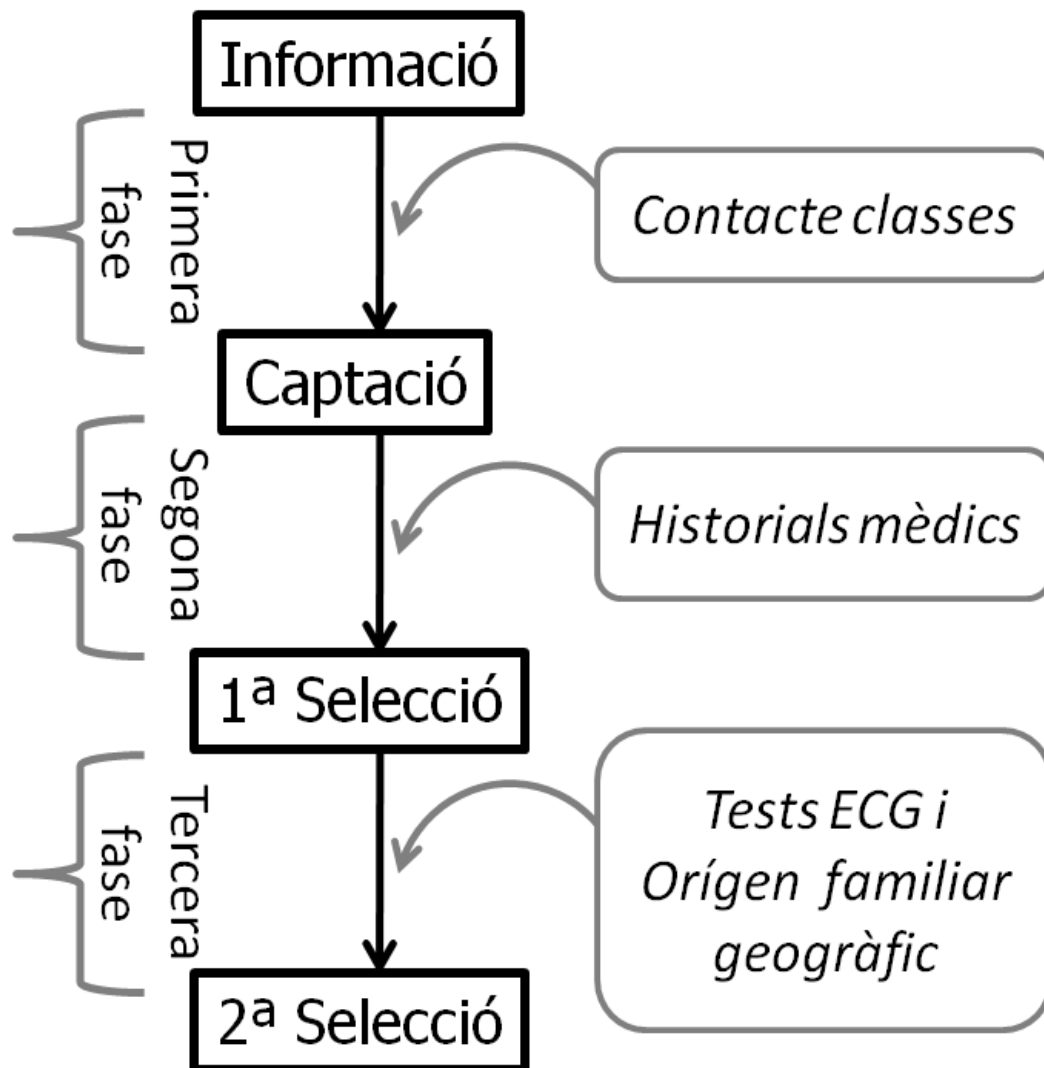 Informació
Primera
fase
Contacte classes
Captació
Segona
fase
Historials mèdics
1ª Selecció
Tercera
fase
Tests ECG i
Orígen familiar
geogràfic
2ª Selecció